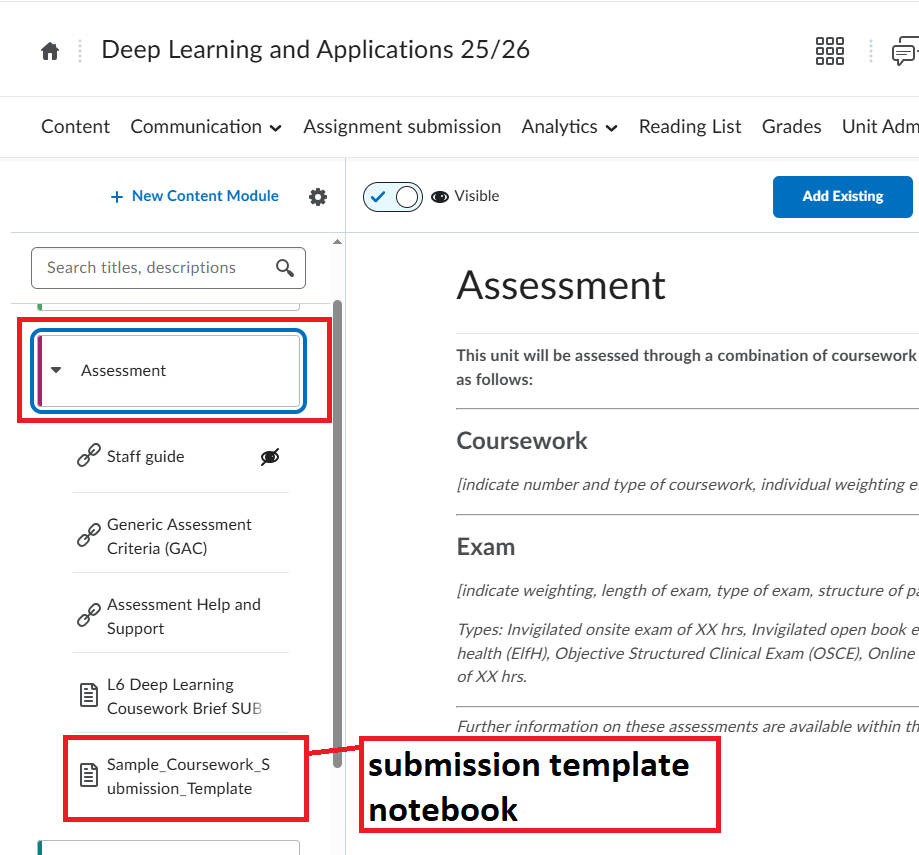 Deep Learning and Applications 25/26
Content Communication Assignment submission Analytics Reading List Grades Unit Adm
+ New Content Module
Visible
Add Existing
Search titles, descriptions
Assessment
Staff guide
Generic Assessment
Criteria (GAC)
Assessment Help and
Support
L6 Deep Learning
Cousework Brief SUB
Sample_Coursework_S
ubmission_Template
Assessment
This unit will be assessed through a combination of coursework
as follows:
Coursework
[indicate number and type of coursework, individual weighting e
Exam
[indicate weighting, length of exam, type of exam, structure of pa
Types: Invigilated onsite exam of XX hrs, Invigilated open book e
health (ElfH), Objective Structured Clinical Exam (OSCE), Online
of XX hrs.
Further information on these assessments are available within th
submission template
notebook